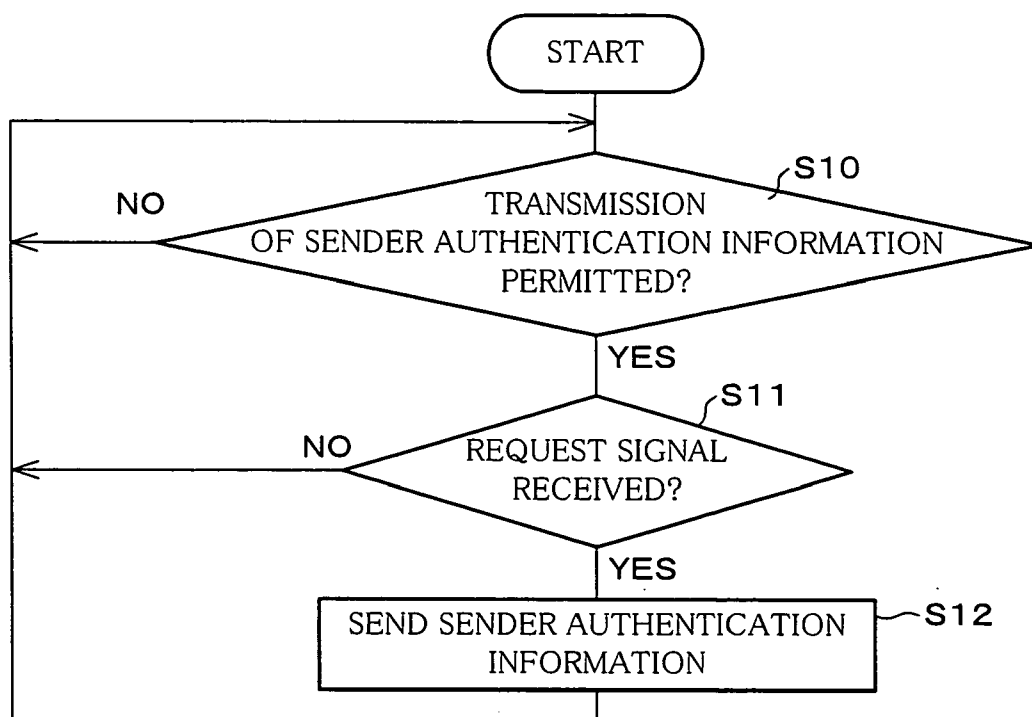 START
S10
NO
TRANSMISSION
OF SENDER AUTHENTICATION INFORMATION
PERMITTED?
YES
S11
NO
REQUEST SIGNAL
RECEIVED?
YES
S12
SEND SENDER AUTHENTICATION
INFORMATION